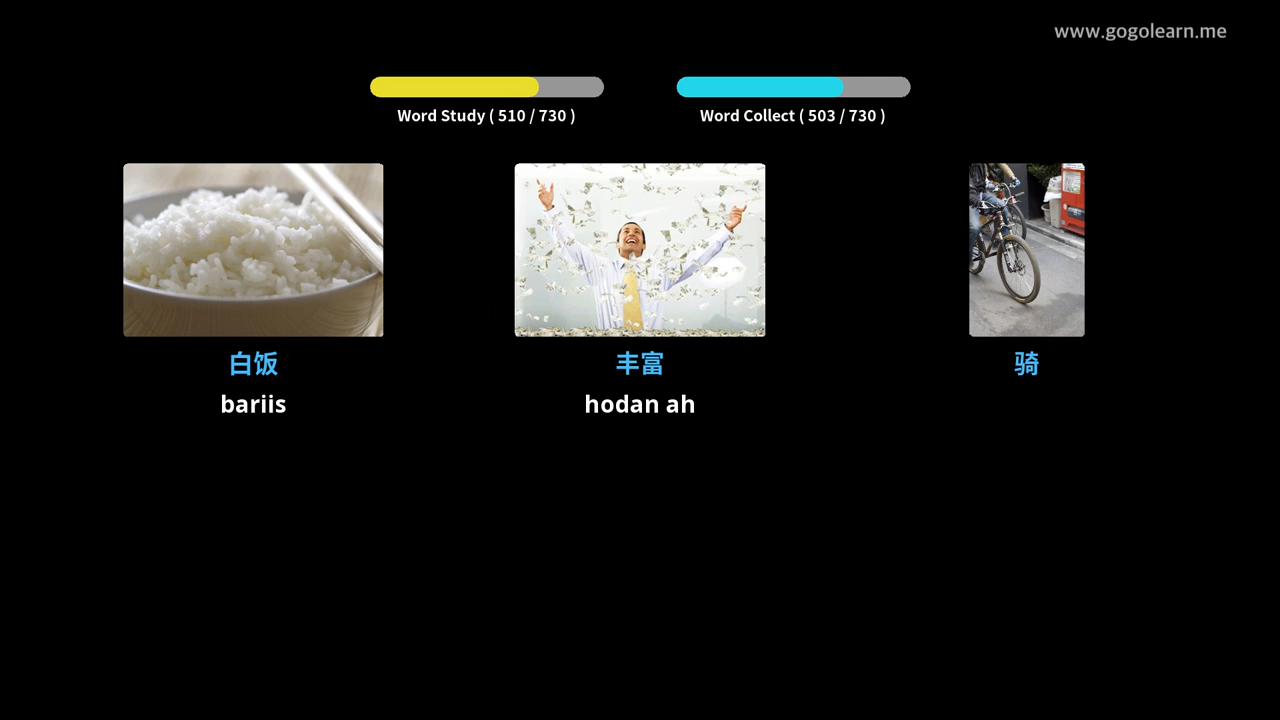 www.gogolearn.me
Word Study ( 510 / 730 )
Word Collect ( 503 / 730 )
白饭
丰富
骑
bariis
hodan ah